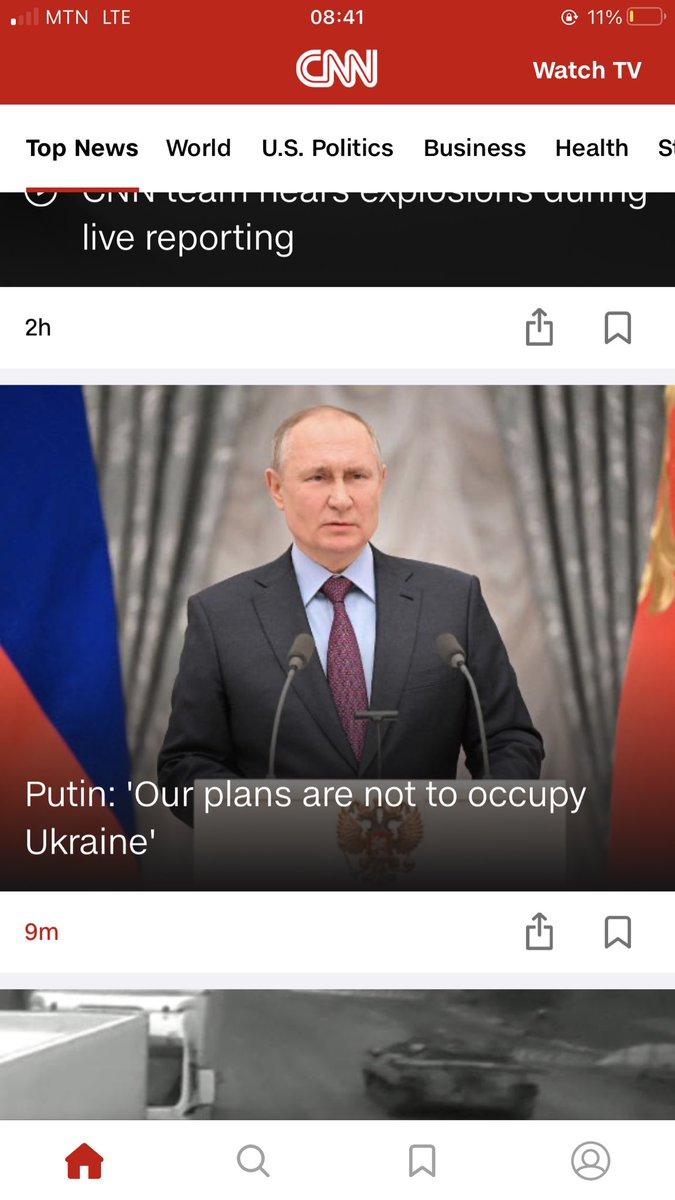 MTN LTE 08:41 11%
CNN Watch TV
Top News World U.S. Politics Business Health St
CNN team hears explosions during
live reporting
2h
Putin: 'Our plans are not to occupy
Ukraine'
9m